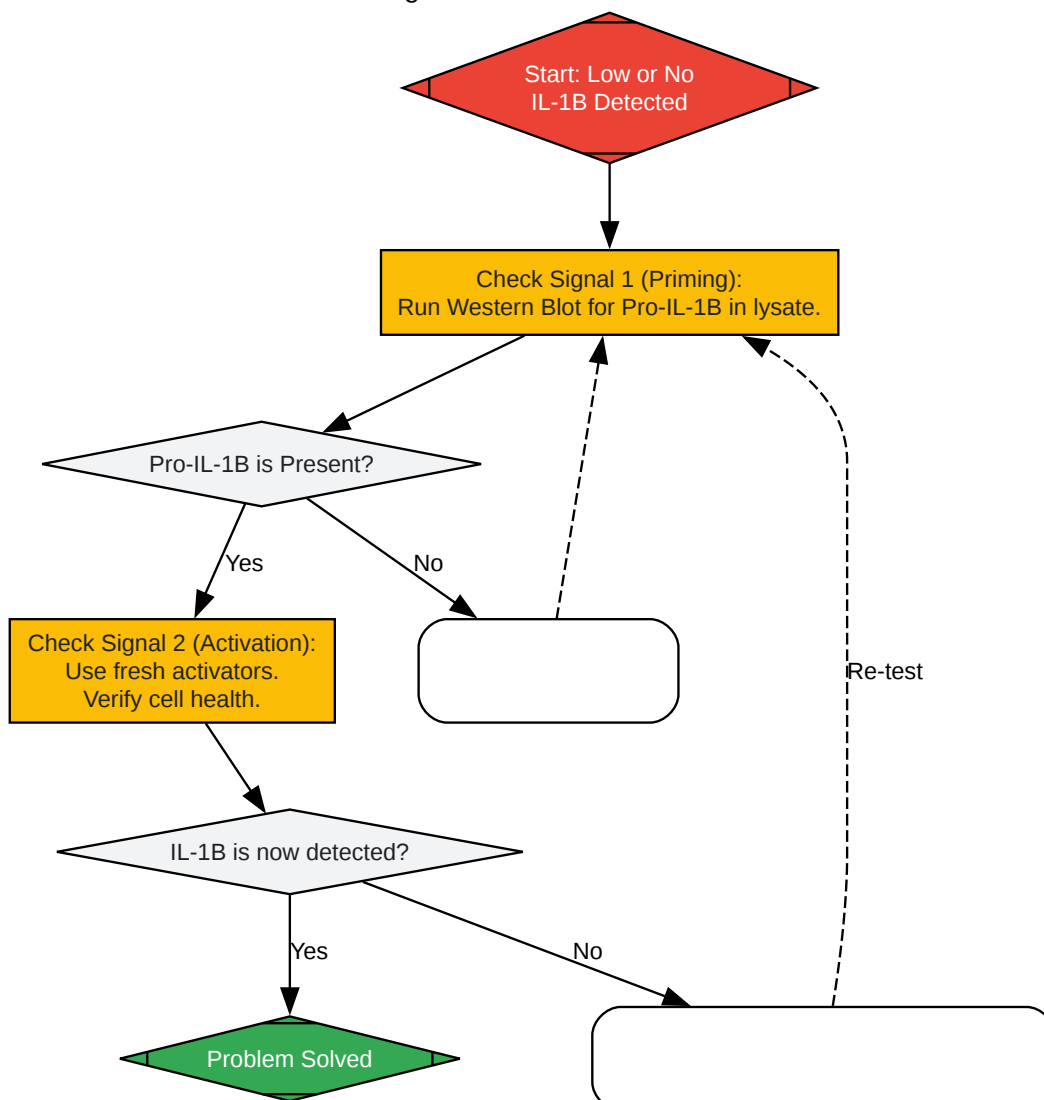 Start: Low or No
IL-1B Detected
Check Signal 1 (Priming):
Run Western Blot for Pro-IL-1B in lysate.
Pro-IL-1B is Present?
Yes
No
Check Signal 2 (Activation):
Use fresh activators.
Verify cell health.
Re-test
IL-1B is now detected?
Yes
No
Problem Solved